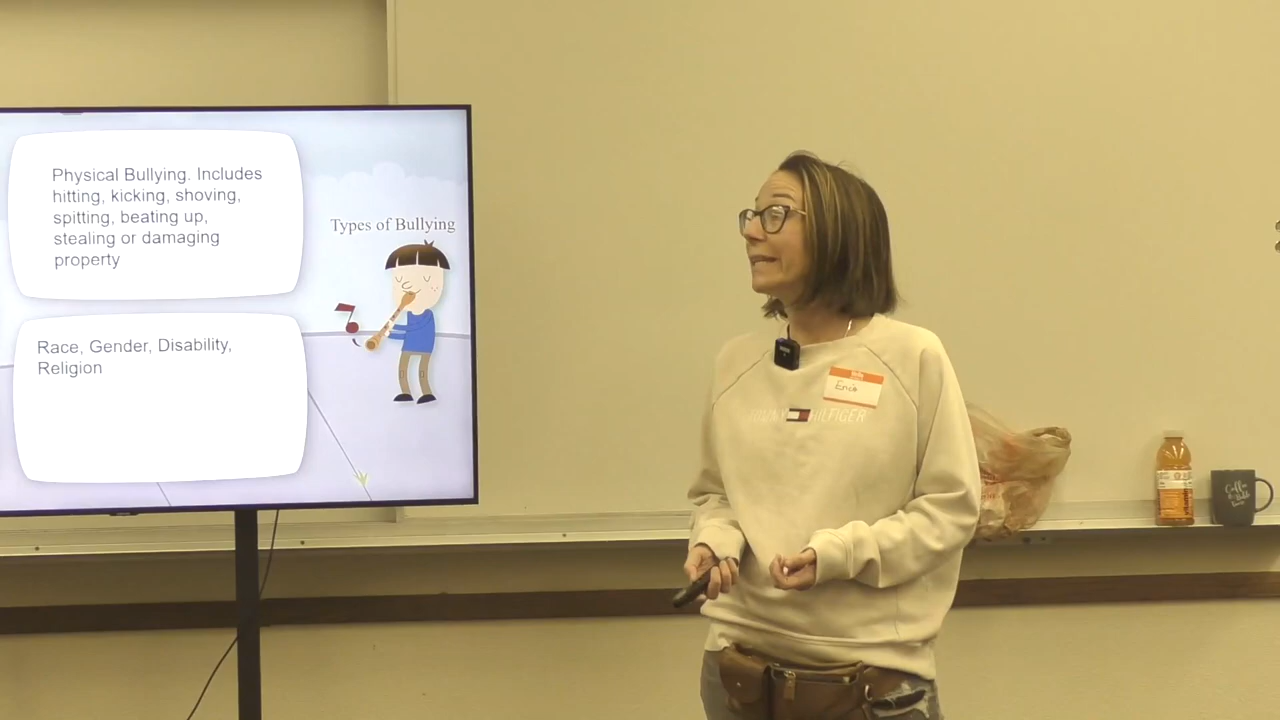 Physical Bullying. Includes
hitting, kicking, shoving,
spitting, beating up,
stealing or damaging
property
Types of Bullying
Race, Gender, Disability,
Religion
TOMMY HILFIGER